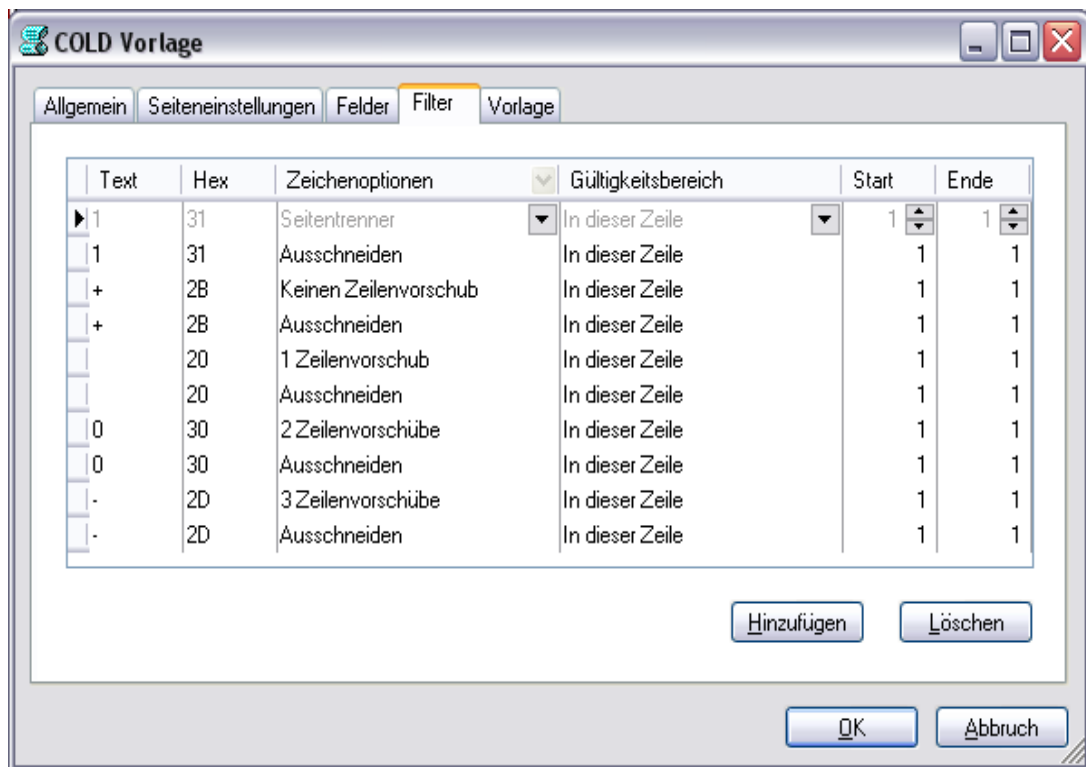 COLD Vorlage
Allgemein Seiteneinstellungen Felder Filter Vorlage
Text Hex Zeichenoptionen Gültigkeitsbereich Start Ende
1 31 Seitentrenner In dieser Zeile 1 1
1 31 Ausschneiden In dieser Zeile 1 1
+ 2B Keinen Zeilenvorschub In dieser Zeile 1 1
+ 2B Ausschneiden In dieser Zeile 1 1
20 1 Zeilenvorschub In dieser Zeile 1 1
20 Ausschneiden In dieser Zeile 1 1
0 30 2 Zeilenvorschübe In dieser Zeile 1 1
0 30 Ausschneiden In dieser Zeile 1 1
- 2D 3 Zeilenvorschübe In dieser Zeile 1 1
- 2D Ausschneiden In dieser Zeile 1 1
Hinzufügen Löschen
OK Abbruch